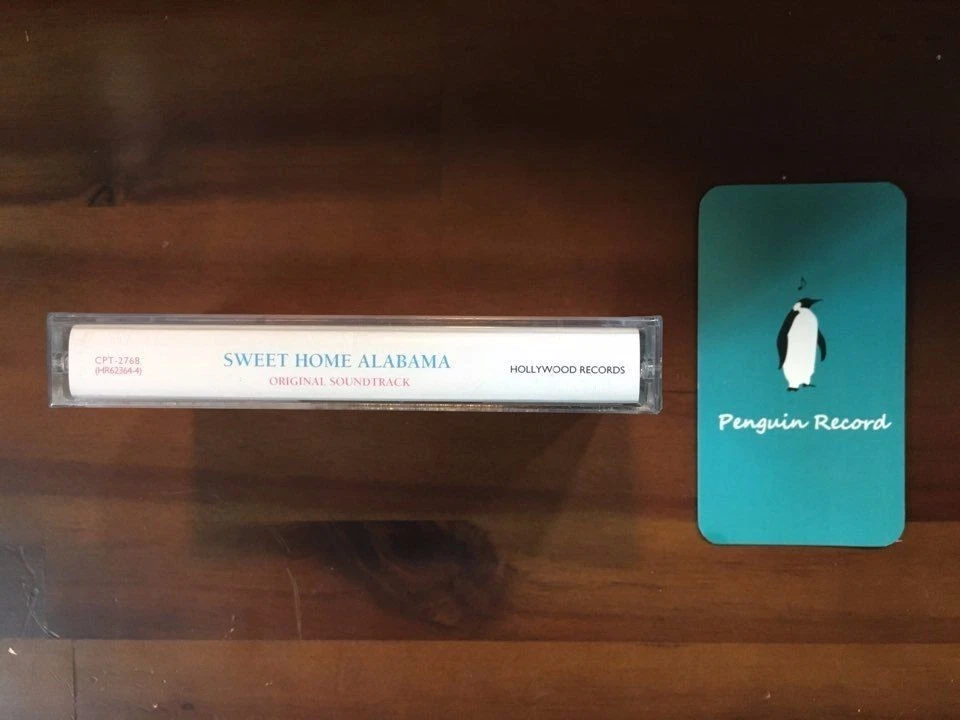 CPT-2768
(HR62364-4)
SWEET HOME ALABAMA
ORIGINAL SOUNDTRACK
HOLLYWOOD RECORDS
Penguin Record